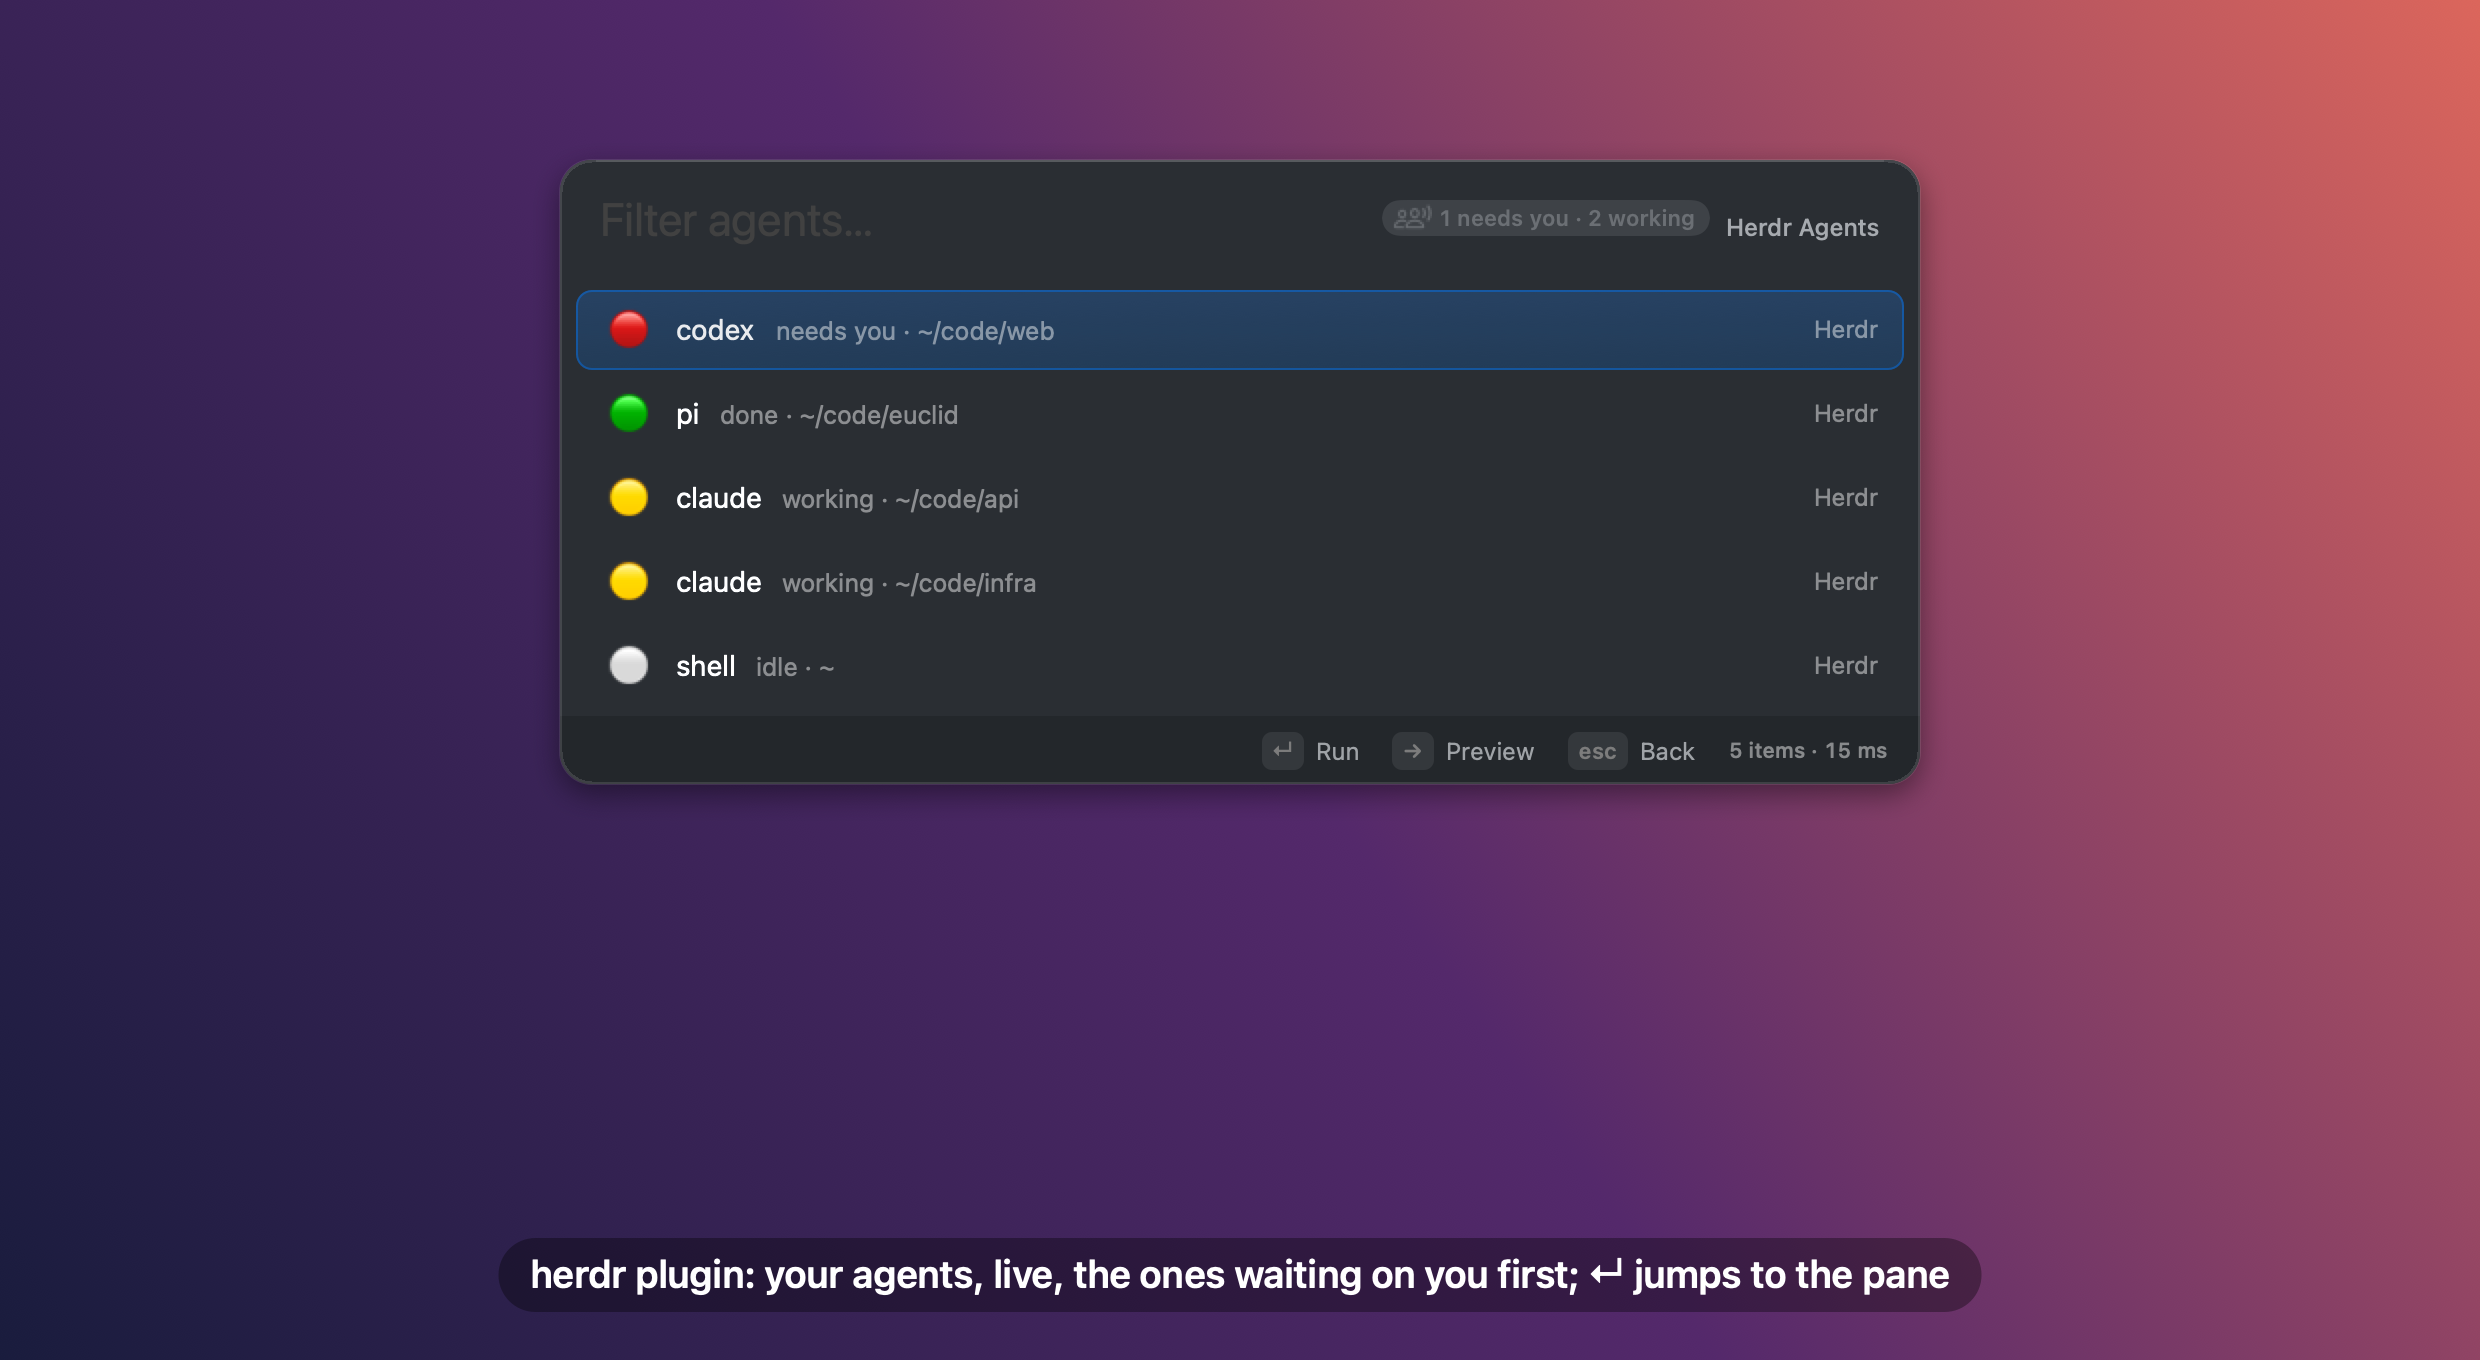 Filter agents...
1 needs you · 2 working
Herdr Agents
codex needs you · ~/code/web Herdr
pi done · ~/code/euclid Herdr
claude working · ~/code/api Herdr
claude working · ~/code/infra Herdr
shell idle · ~ Herdr
↵ Run → Preview esc Back 5 items · 15 ms
herdr plugin: your agents, live, the ones waiting on you first; ↵ jumps to the pane